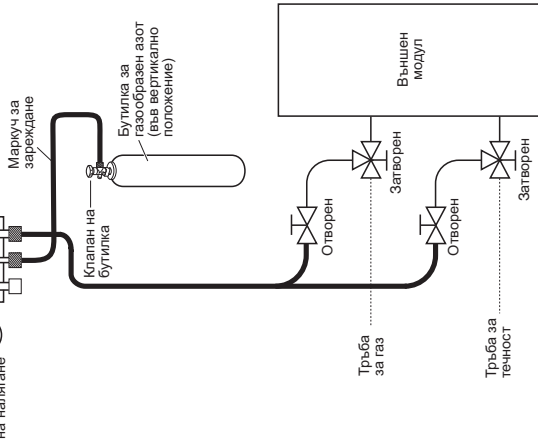 на налягане
Маркуч за
зареждане
Клапан на
бутилка
Бутилка за
газообразен азот
(във вертикално
положение)
Външен
модул
Отворен
Затворен
Тръба
за газ
Отворен
Затворен
Тръба за
течност